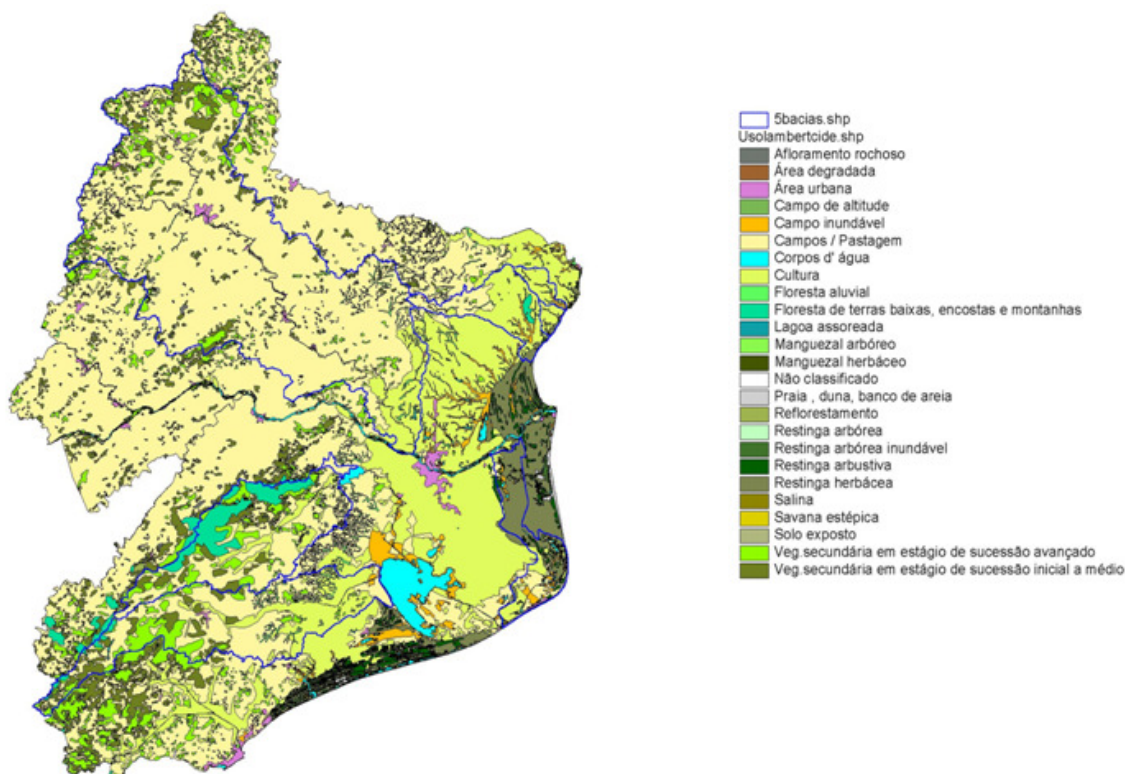 5bacias.shp
Usolambertcide.shp
Afloramento rochoso
Área degradada
Área urbana
Campo de altitude
Campo inundável
Campos / Pastagem
Corpos d' água
Cultura
Floresta aluvial
Floresta de terras baixas, encostas e montanhas
Lagoa assoreada
Manguezal arbóreo
Manguezal herbáceo
Não classificado
Praia , duna, banco de areia
Reflorestamento
Restinga arbórea
Restinga arbórea inundável
Restinga arbustiva
Restinga herbácea
Salina
Savana estépica
Solo exposto
Veg.secundária em estágio de sucessão avançado
Veg.secundária em estágio de sucessão inicial a médio